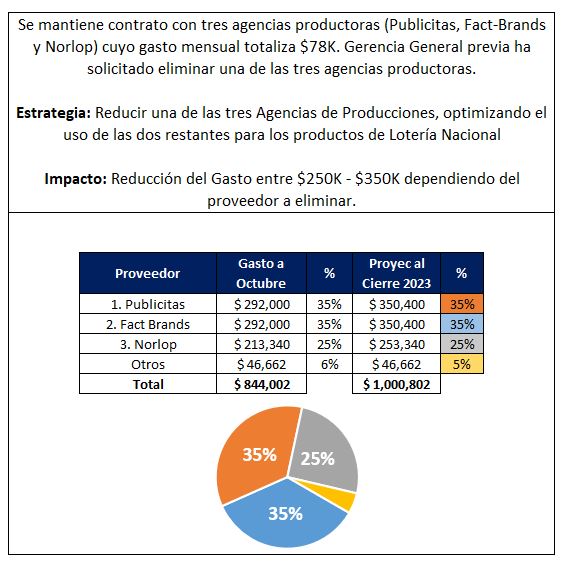 Se mantiene contrato con tres agencias productoras (Publicitas, Fact-Brands
y Norlop) cuyo gasto mensual totaliza $78K. Gerencia General previa ha
solicitado eliminar una de las tres agencias productoras.
Estrategia: Reducir una de las tres Agencias de Producciones, optimizando el
uso de las dos restantes para los productos de Lotería Nacional
Impacto: Reducción del Gasto entre $250K - $350K dependiendo del
proveedor a eliminar.
Proveedor Gasto a Octubre % Proyec al Cierre 2023 %
1. Publicitas $ 292,000 35% $ 350,400 35%
2. Fact Brands $ 292,000 35% $ 350,400 35%
3. Norlop $ 213,340 25% $ 253,340 25%
Otros $ 46,662 6% $ 46,662 5%
Total $ 844,002 $ 1,000,802
35% 25%
35%